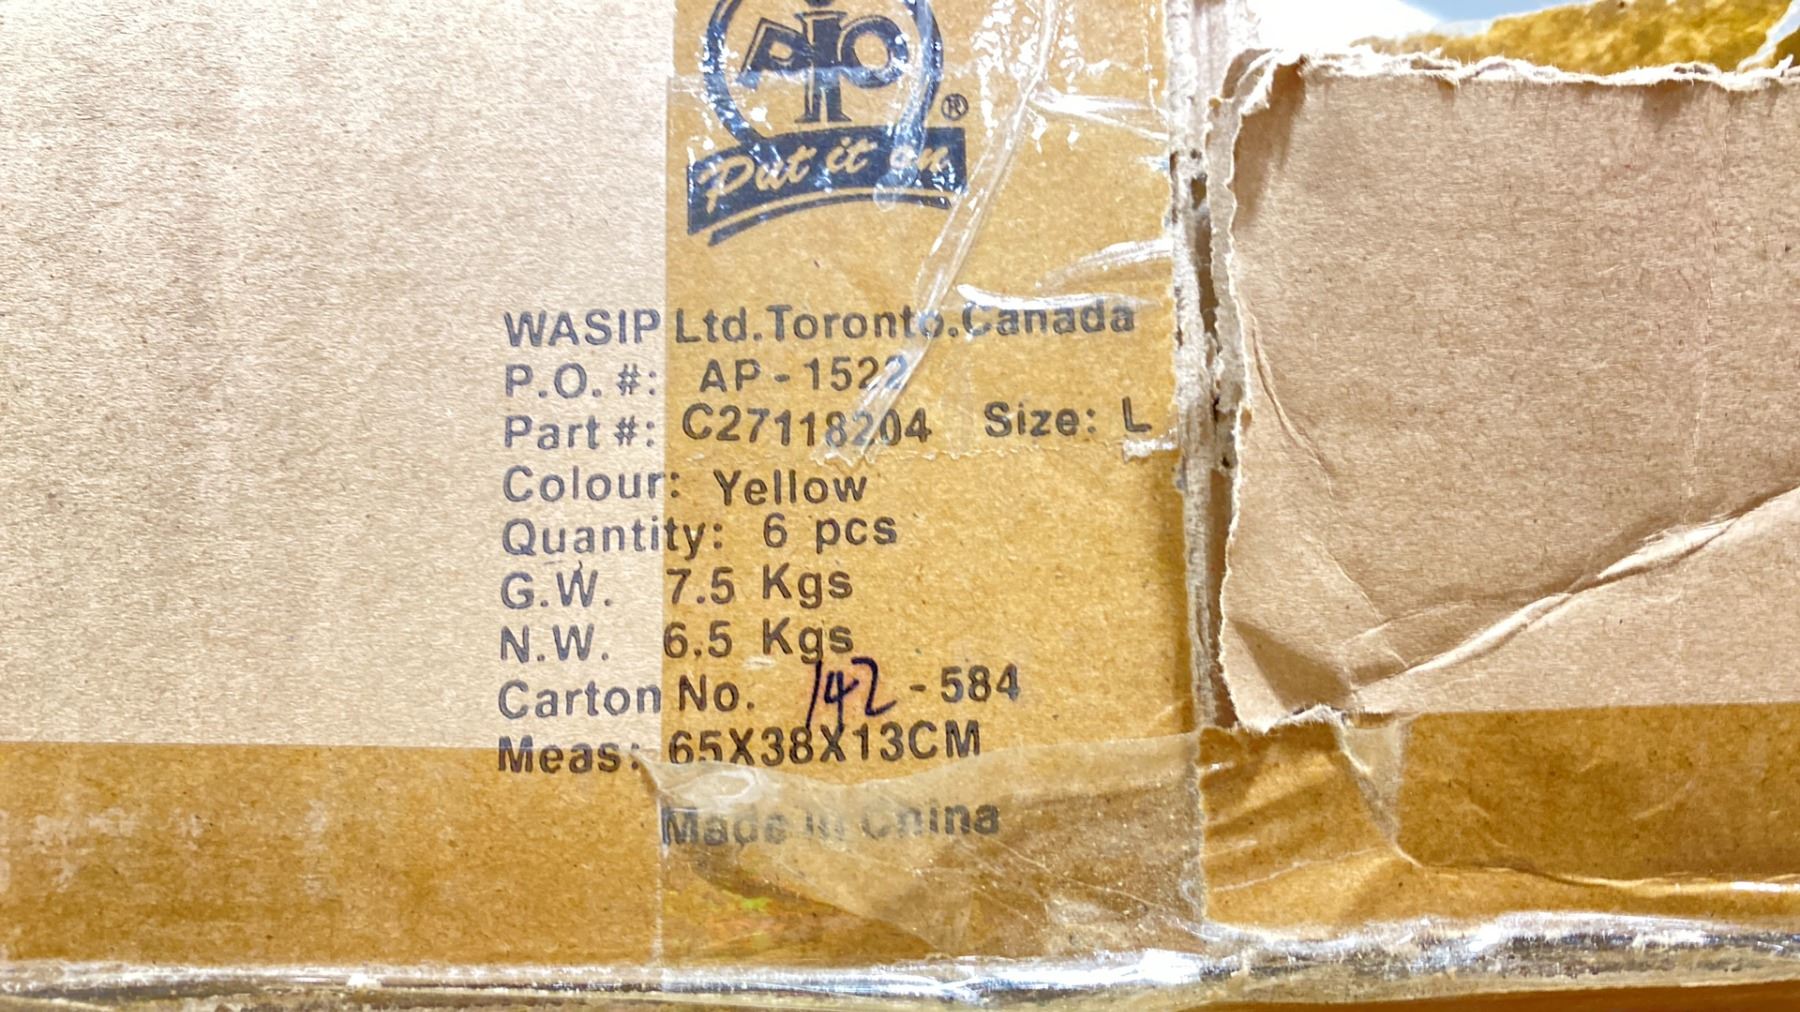 APO
®
Put it on
WASIP Ltd.Toronto.Canada
P.O. #: AP-1522
Part #: C27118204 Size: L
Colour: Yellow
Quantity: 6 pcs
G.W. 7.5 Kgs
N.W. 6.5 Kgs
Carton No. 142 - 584
Meas: 65X38X13CM
Made in China